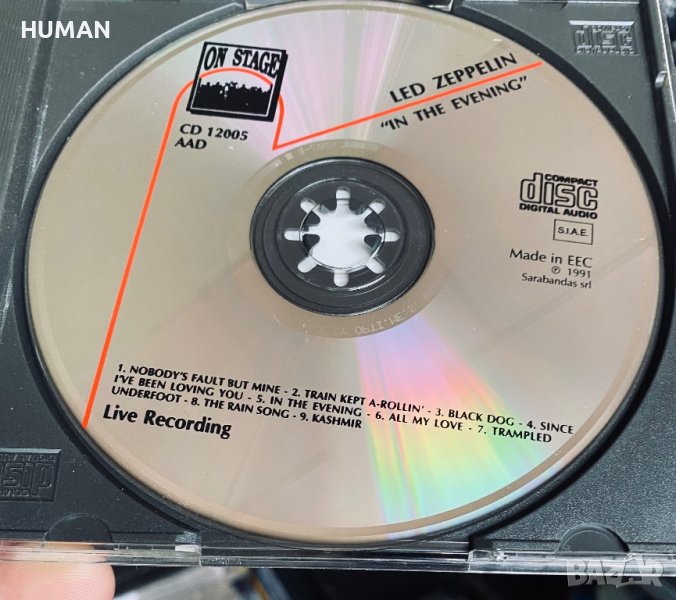 HUMAN
ON STAGE
CD 12005
AAD
LED ZEPPELIN
"IN THE EVENING"
COMPACT
disc
DIGITAL AUDIO
S.I.A.E.
Made in EEC
℗ 1991
Sarabandas srl
1. NOBODY'S FAULT BUT MINE - 2. TRAIN KEPT A-ROLLIN' - 3. BLACK DOG - 4. SINCE
I'VE BEEN LOVING YOU - 5. IN THE EVENING - 6. ALL MY LOVE - 7. TRAMPLED
UNDERFOOT - 8. THE RAIN SONG - 9. KASHMIR
Live Recording
disc
BAZAR